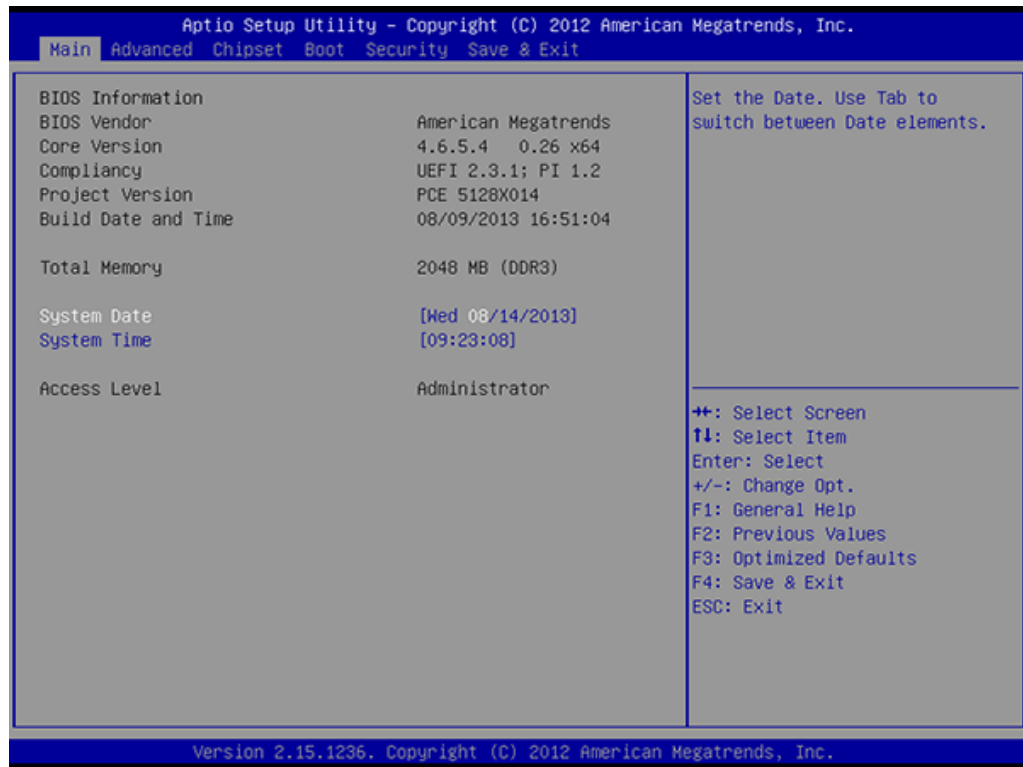 Aptio Setup Utility – Copyright (C) 2012 American Megatrends, Inc.
Main Advanced Chipset Boot Security Save & Exit
BIOS Information
BIOS Vendor American Megatrends
Core Version 4.6.5.4 0.26 x64
Compliancy UEFI 2.3.1; PI 1.2
Project Version PCE 5128X014
Build Date and Time 08/09/2013 16:51:04
Total Memory 2048 MB (DDR3)
System Date [Wed 08/14/2013]
System Time [09:23:08]
Access Level Administrator
Set the Date. Use Tab to
switch between Date elements.
→←: Select Screen
↑↓: Select Item
Enter: Select
+/-: Change Opt.
F1: General Help
F2: Previous Values
F3: Optimized Defaults
F4: Save & Exit
ESC: Exit
Version 2.15.1236. Copyright (C) 2012 American Megatrends, Inc.